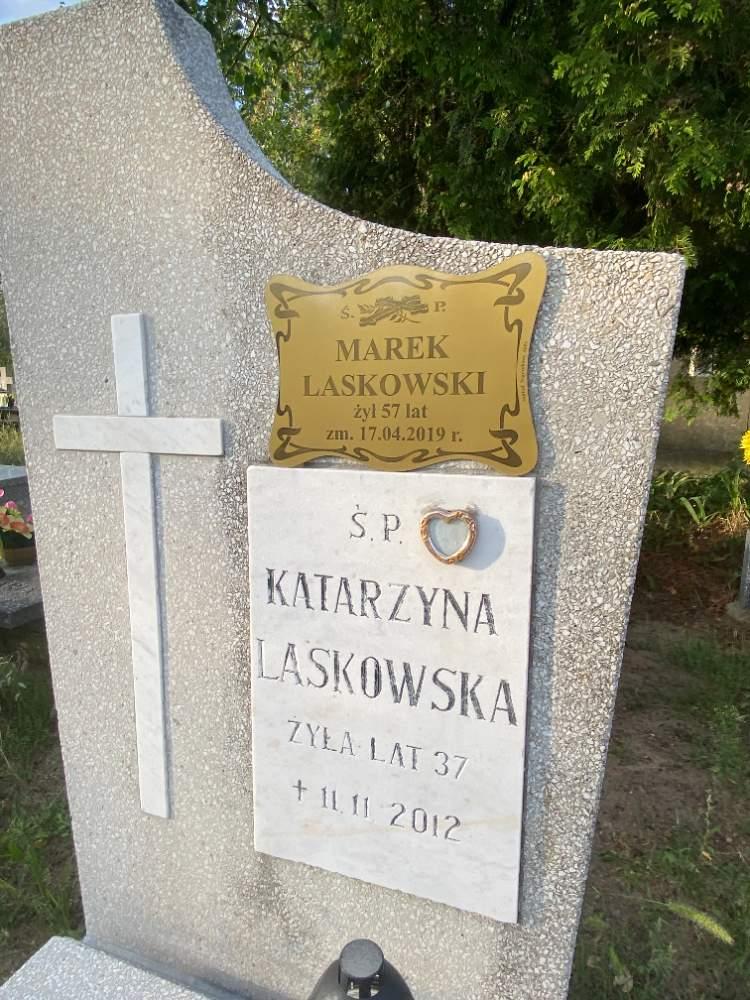 Ś. P.
MAREK
LASKOWSKI
żył 57 lat
zm. 17.04.2019 r.
Ś. P.
KATARZYNA
LASKOWSKA
ŻYŁA LAT 37
+ 11.11 2012